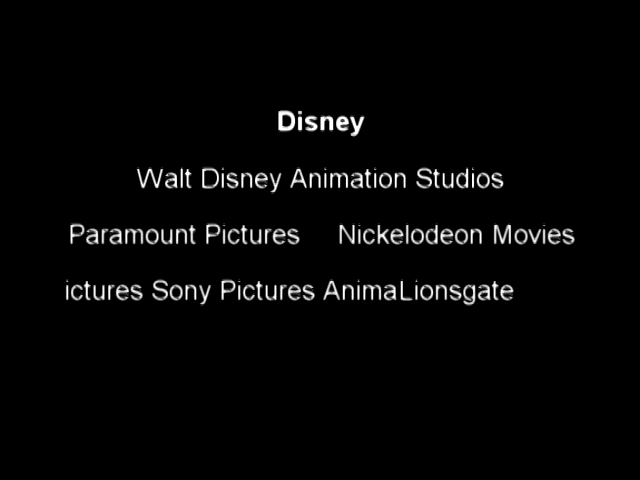 Disney
Walt Disney Animation Studios
Paramount Pictures Nickelodeon Movies
ictures Sony Pictures AnimaLionsgate